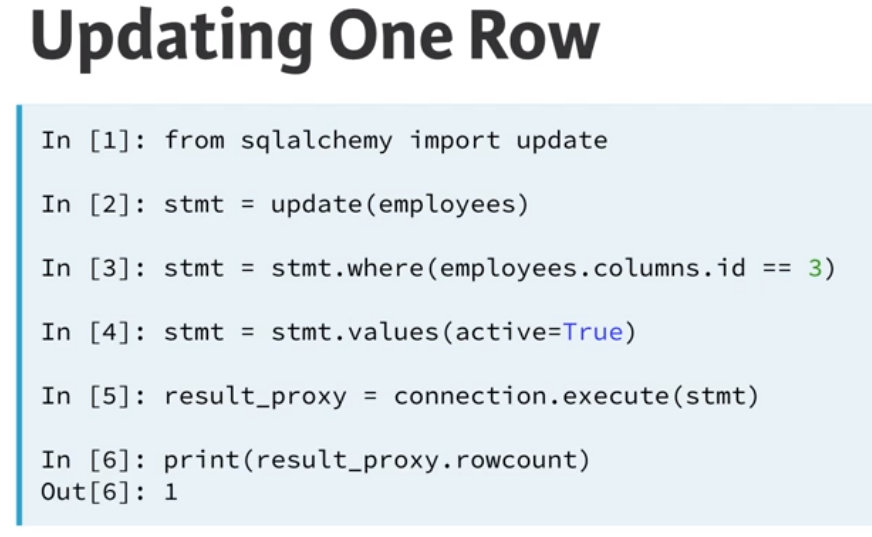 Updating One Row
In [1]: from sqlalchemy import update
In [2]: stmt = update(employees)
In [3]: stmt = stmt.where(employees.columns.id == 3)
In [4]: stmt = stmt.values(active=True)
In [5]: result_proxy = connection.execute(stmt)
In [6]: print(result_proxy.rowcount)
Out[6]: 1